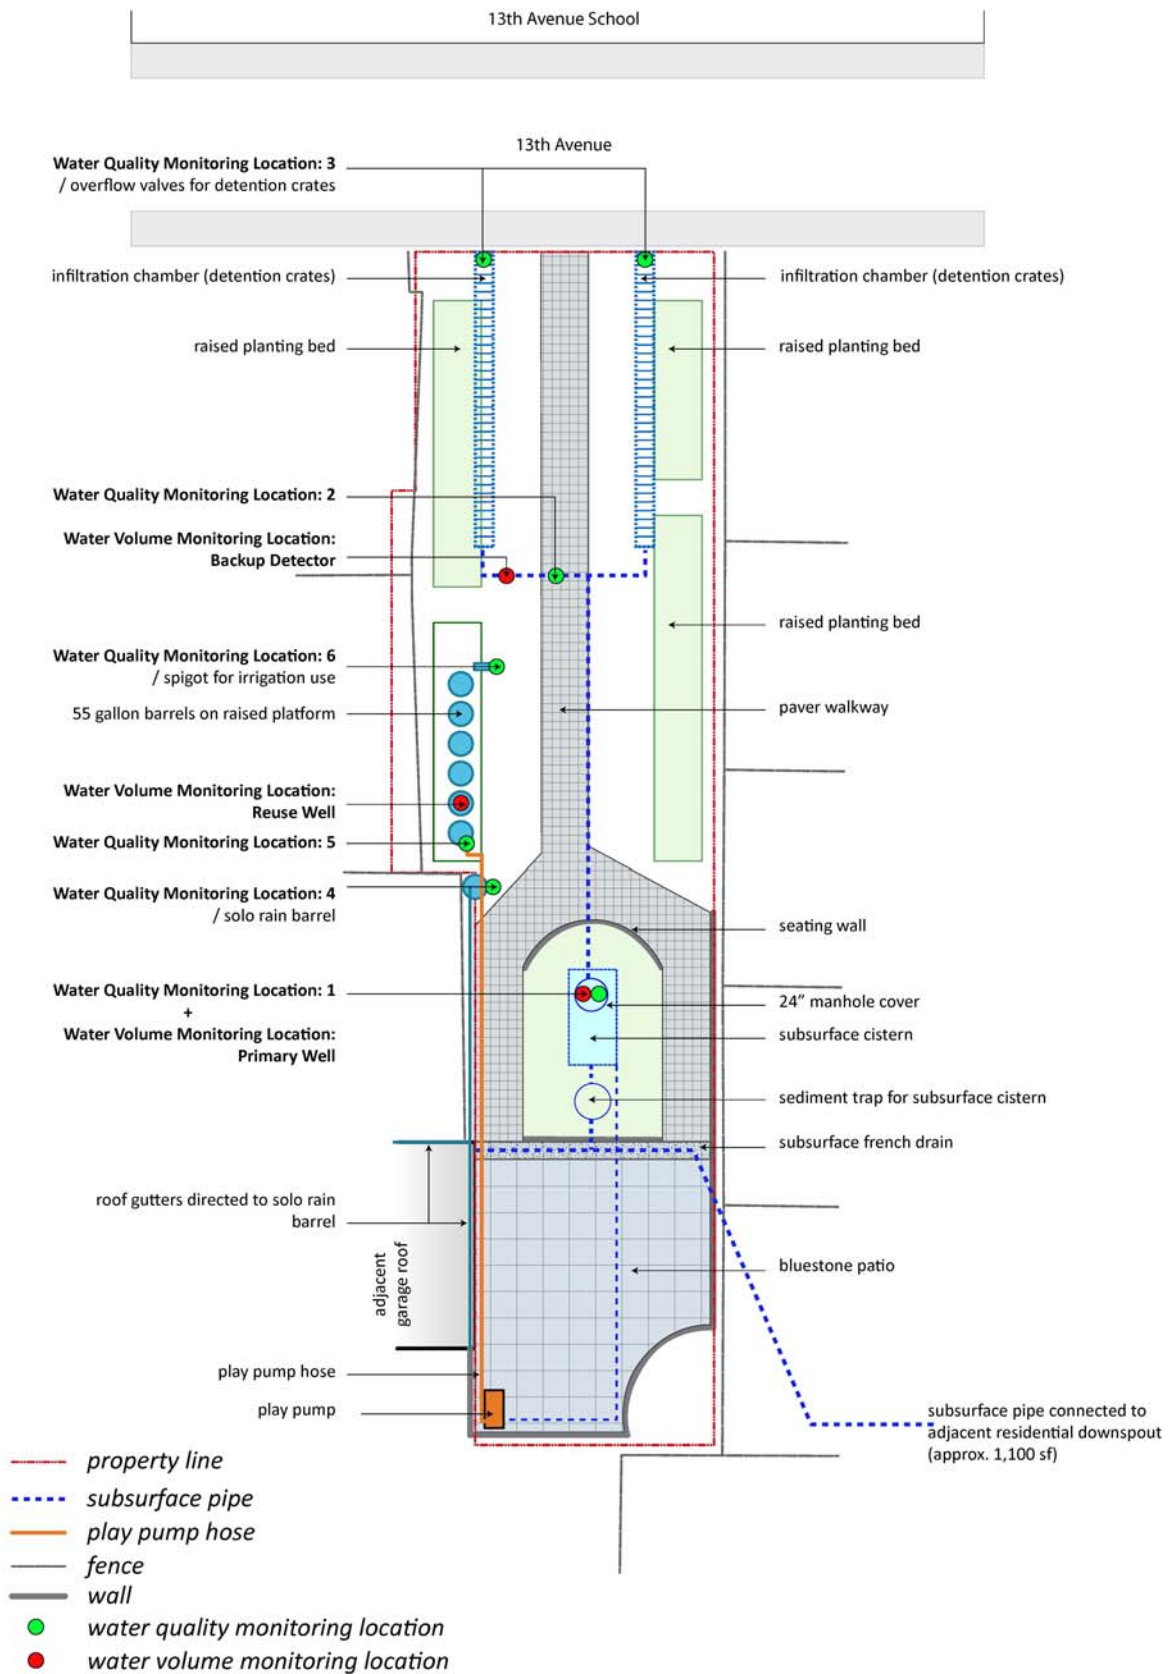 13th Avenue School
13th Avenue
Water Quality Monitoring Location: 3
/ overflow valves for detention crates
infiltration chamber (detention crates)
infiltration chamber (detention crates)
raised planting bed
raised planting bed
Water Quality Monitoring Location: 2
Water Volume Monitoring Location:
Backup Detector
raised planting bed
Water Quality Monitoring Location: 6
/ spigot for irrigation use
55 gallon barrels on raised platform
paver walkway
Water Volume Monitoring Location:
Reuse Well
Water Quality Monitoring Location: 5
Water Quality Monitoring Location: 4
/ solo rain barrel
seating wall
Water Quality Monitoring Location: 1
+
Water Volume Monitoring Location:
Primary Well
24” manhole cover
subsurface cistern
sediment trap for subsurface cistern
subsurface french drain
roof gutters directed to solo rain
barrel
adjacent
garage roof
bluestone patio
play pump hose
play pump
subsurface pipe connected to
adjacent residential downspout
(approx. 1,100 sf)
property line
subsurface pipe
play pump hose
fence
wall
water quality monitoring location
water volume monitoring location